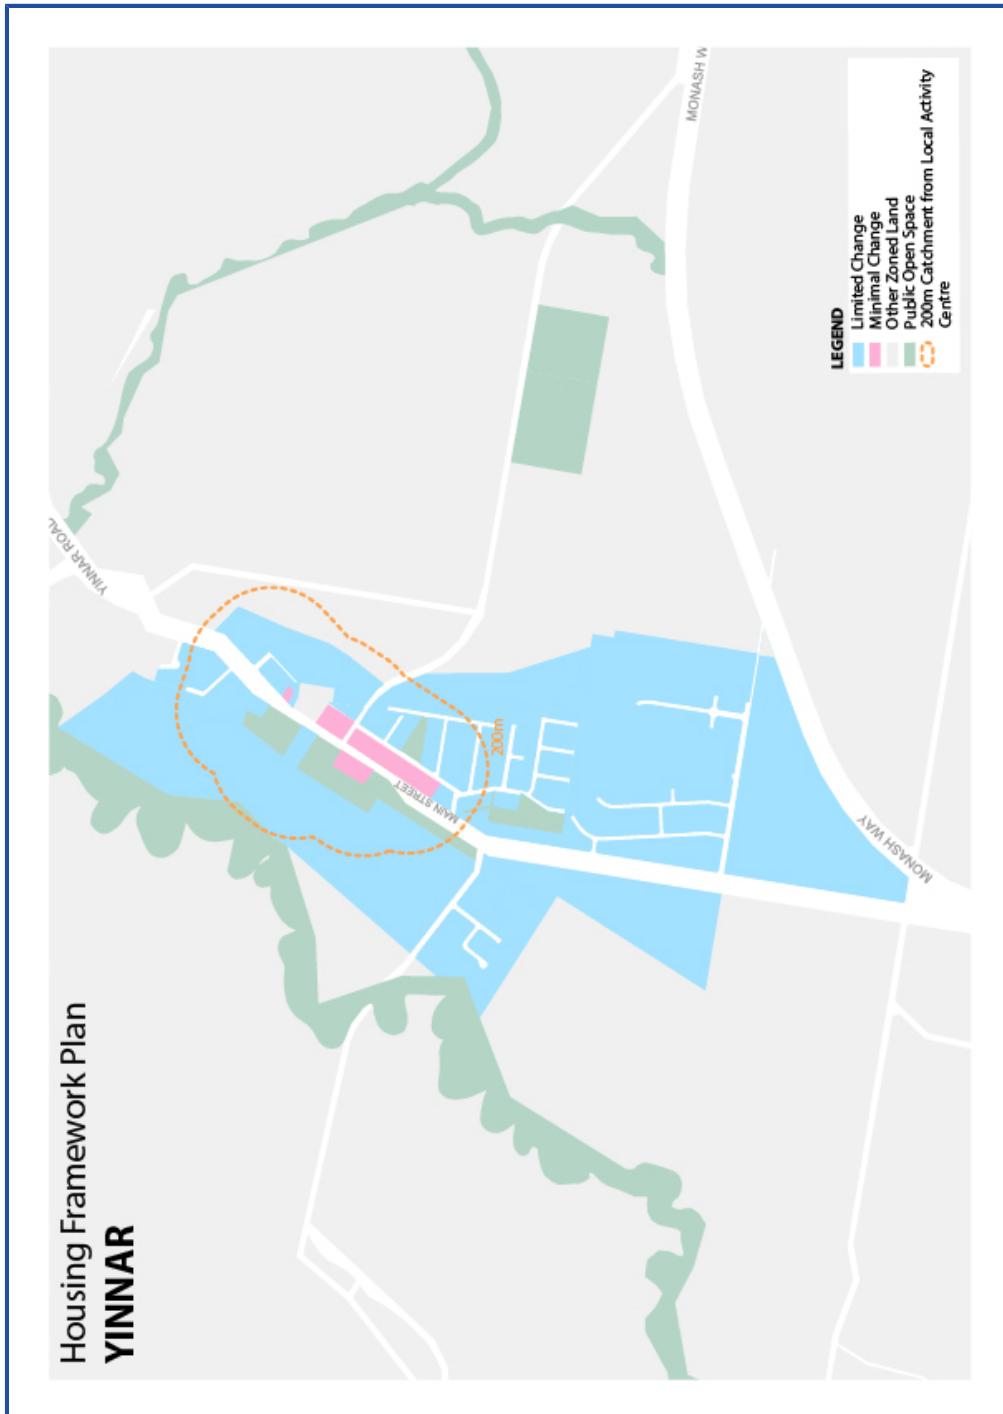 Housing Framework Plan
YINNAR
YINNAR ROAD
MONASH W
MAIN STREET
200m
MONASH WAY
LEGEND
Limited Change
Minimal Change
Other Zoned Land
Public Open Space
200m Catchment from Local Activity
Centre